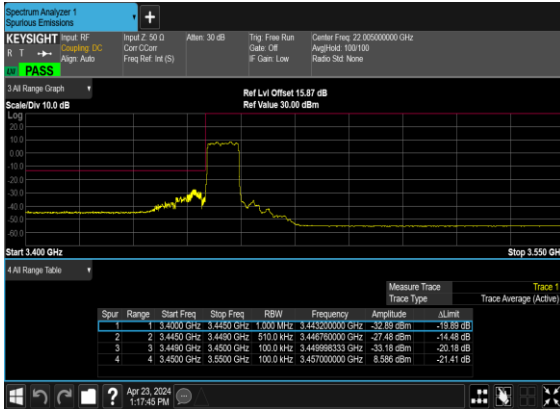 Spectrum Analyzer 1
Spurious Emissions
+
KEYSIGHT Input: RF Input Z: 50 Ω Atten: 30 dB Trig: Free Run Center Freq: 22.005000000 GHz
R T Coupling: DC Corr CCorr Gate: Off Avg|Hold: 100/100
Align: Auto Freq Ref: Int (S) IF Gain: Low Radio Std: None
PASS
3 All Range Graph
Ref Lvl Offset 15.87 dB
Scale/Div 10.0 dB Ref Value 30.00 dBm
Log
20.0
10.0
0.00
-10.0
-20.0
-30.0
-40.0
-50.0
-60.0
Start 3.400 GHz Stop 3.550 GH
4 All Range Table
Measure Trace Trace 1
Trace Type Trace Average (Active)
Spur Range Start Freq Stop Freq RBW Frequency Amplitude ΔLimit
1 1 3.4000 GHz 3.4450 GHz 1.000 MHz 3.443200000 GHz -32.89 dBm -19.89 dB
2 2 3.4450 GHz 3.4490 GHz 510.0 kHz 3.446760000 GHz -27.48 dBm -14.48 dB
3 3 3.4490 GHz 3.4500 GHz 100.0 kHz 3.449998333 GHz -33.18 dBm -20.18 dB
4 4 3.4500 GHz 3.5500 GHz 100.0 kHz 3.457000000 GHz 8.586 dBm -21.41 dB
? Apr 23, 2024
1:17:45 PM